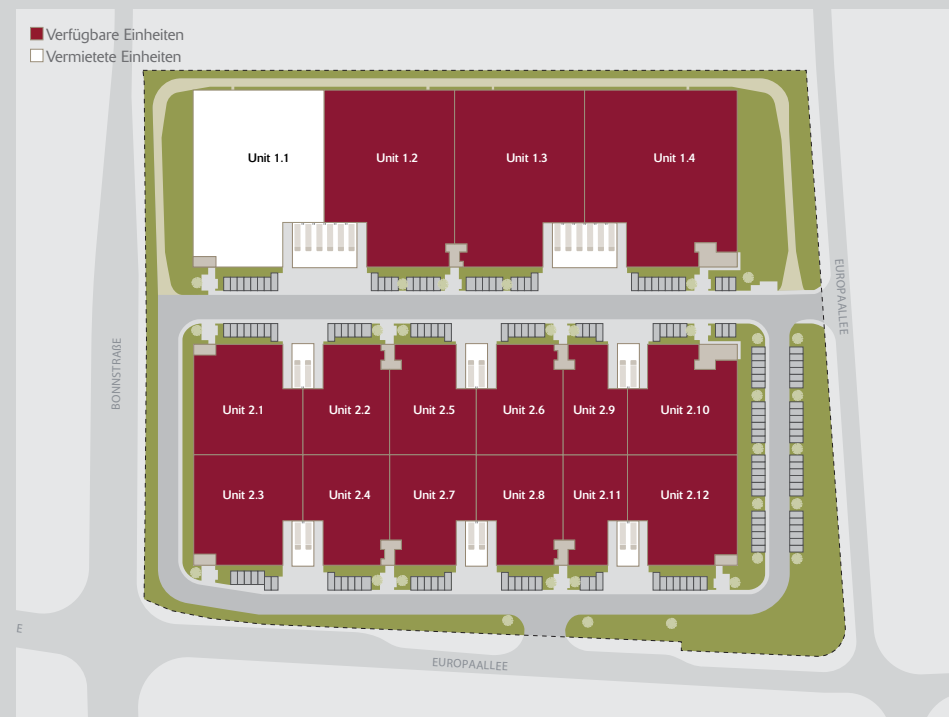 Verfügbare Einheiten
Vermietete Einheiten
Unit 1.1
Unit 1.2
Unit 1.3
Unit 1.4
EUROPAALLEE
BONNSTRAßE
Unit 2.1
Unit 2.2
Unit 2.5
Unit 2.6
Unit 2.9
Unit 2.10
Unit 2.3
Unit 2.4
Unit 2.7
Unit 2.8
Unit 2.11
Unit 2.12
E
EUROPAALLEE